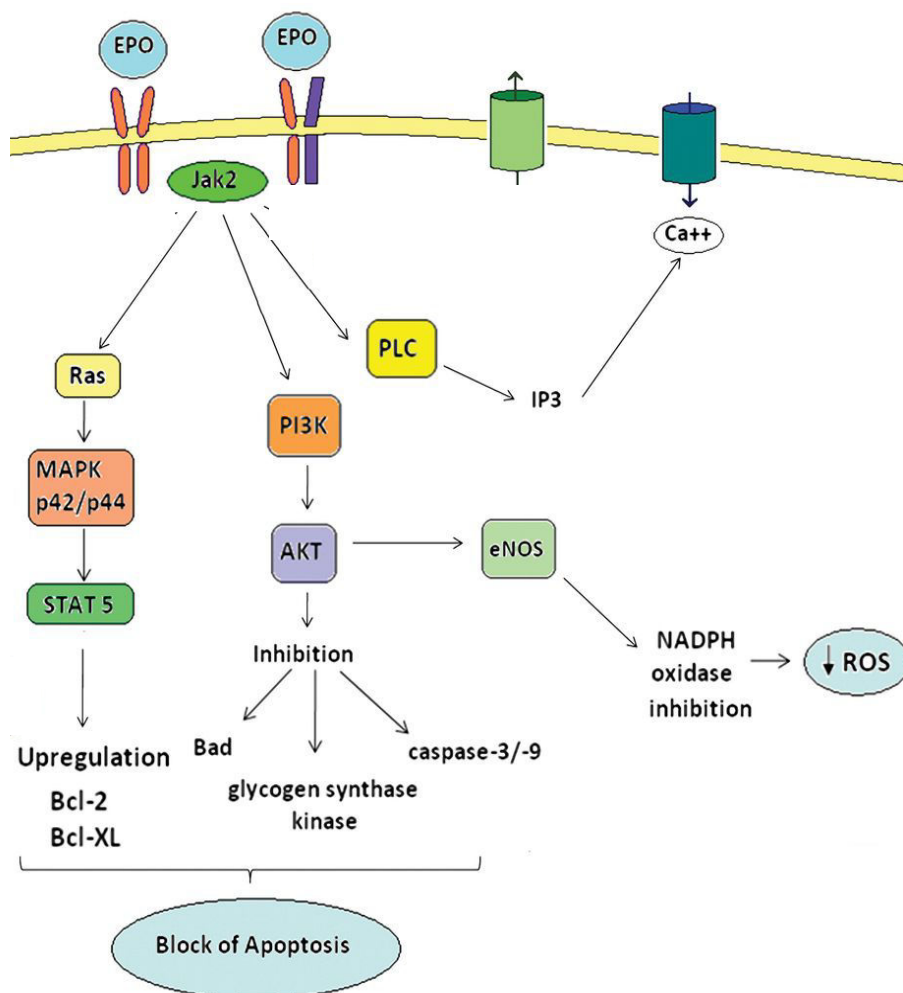 EPO
EPO
Jak2
Ca++
Ras
PLC
IP3
PI3K
MAPK
p42/p44
AKT
eNOS
STAT 5
Inhibition
NADPH
oxidase
inhibition
↓ ROS
Upregulation
Bcl-2
Bcl-XL
Bad
caspase-3/-9
glycogen synthase
kinase
Block of Apoptosis